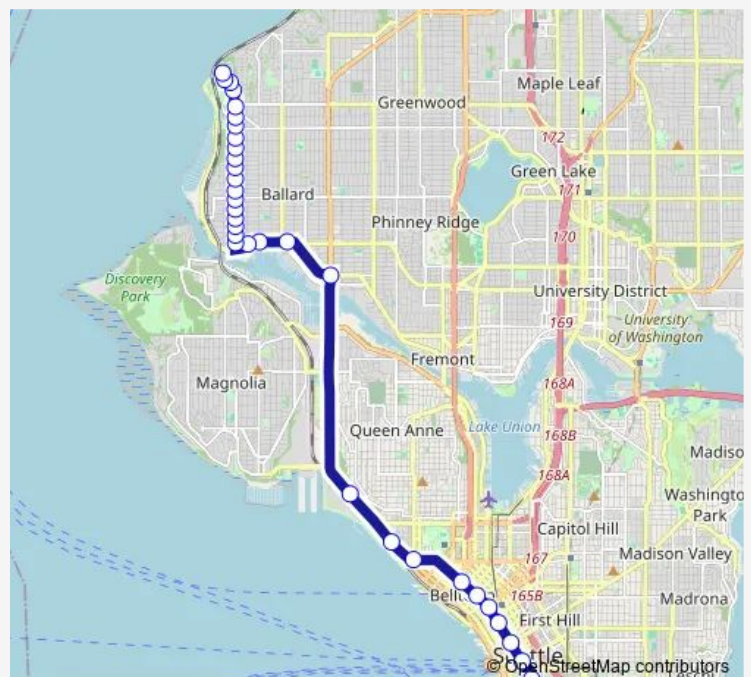 Maple Leaf
Greenwood
172
Green Lake
171
Ballard
Phinney Ridge
170
Discovery
Park
University District
169
University
of Washington
Fremont
Magnolia
168A
Lake Union
Queen Anne
168B
Madiso
168A
Washingto
Park
Capitol Hill
167
Madison Valley
165B
Madrona
First Hill
© OpenStreetMap contributors